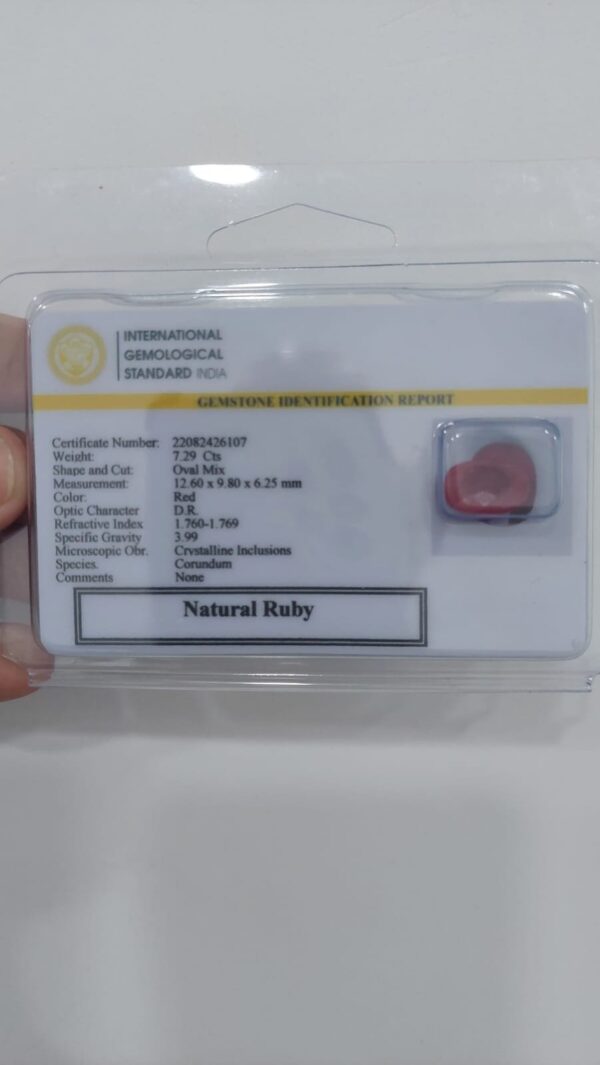 INTERNATIONAL
GEMOLOGICAL
STANDARD INDIA
GEMSTONE IDENTIFICATION REPORT
Certificate Number: 22082426107
Weight: 7.29 Cts
Shape and Cut: Oval Mix
Measurement: 12.60 x 9.80 x 6.25 mm
Color: Red
Optic Character D.R.
Refractive Index 1.760-1.769
Specific Gravity 3.99
Microscopic Obr. Crystalline Inclusions
Species. Corundum
Comments None
Natural Ruby